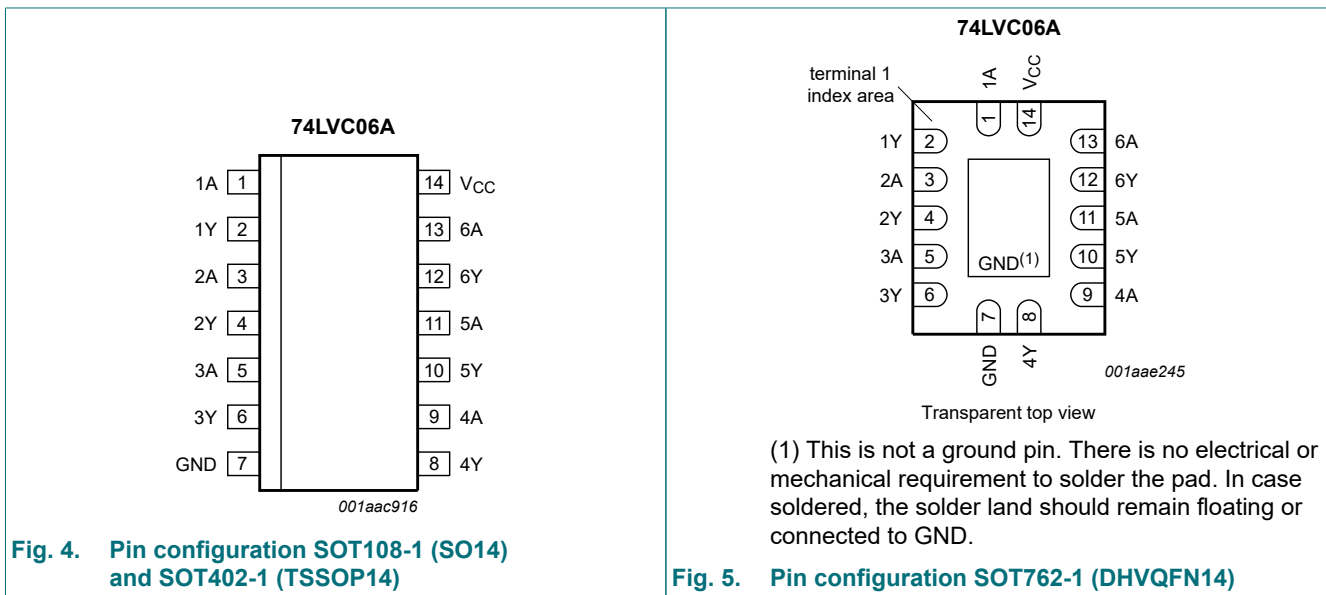 74LVC06A
1A 1
14 VCC
1Y 2
13 6A
2A 3
12 6Y
2Y 4
11 5A
3A 5
10 5Y
3Y 6
9 4A
GND 7
8 4Y
001aac916
Fig. 4. Pin configuration SOT108-1 (SO14)
and SOT402-1 (TSSOP14)
74LVC06A
terminal 1
index area
1A
VCC
1
14
1Y 2
13 6A
2A 3
12 6Y
2Y 4
11 5A
3A 5
10 5Y
GND(1)
3Y 6
9 4A
7
8
GND
4Y
001aae245
Transparent top view
(1) This is not a ground pin. There is no electrical or
mechanical requirement to solder the pad. In case
soldered, the solder land should remain floating or
connected to GND.
Fig. 5. Pin configuration SOT762-1 (DHVQFN14)